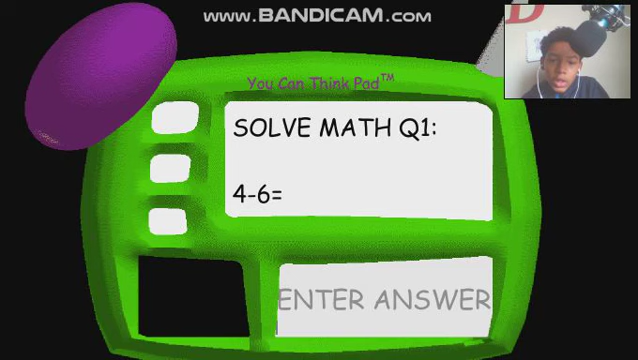 www.BANDICAM.com
You Can Think Pad™
SOLVE MATH Q1:
4-6=
ENTER ANSWER